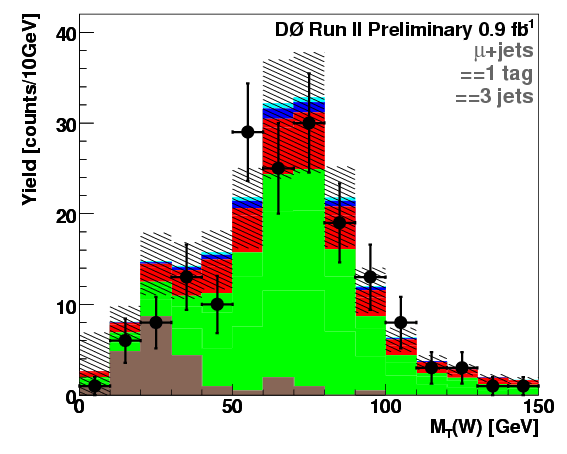 DØ Run II Preliminary 0.9 fb-1
μ+jets
==1 tag
==3 jets
Yield [counts/10GeV]
40
30
20
10
0
0 50 100 150
MT(W) [GeV]